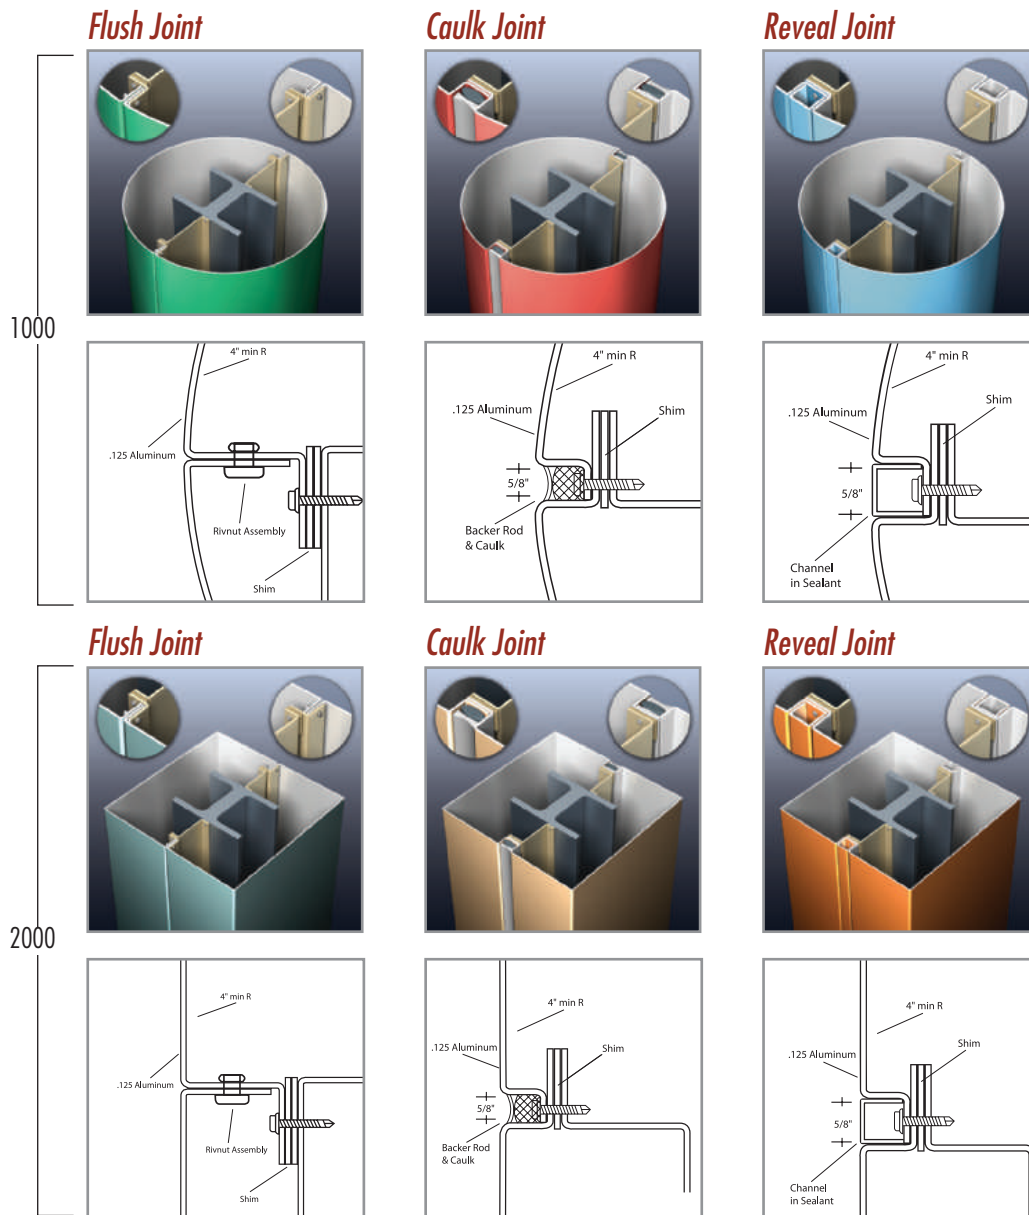 Flush Joint
Caulk Joint
Reveal Joint
1000
4" min R
.125 Aluminum
Rivnut Assembly
Shim
4" min R
.125 Aluminum
Shim
5/8"
Backer Rod
& Caulk
4" min R
.125 Aluminum
Shim
5/8"
Channel
in Sealant
Flush Joint
Caulk Joint
Reveal Joint
2000
4" min R
.125 Aluminum
Rivnut Assembly
Shim
4" min R
.125 Aluminum
Shim
5/8"
Backer Rod
& Caulk
4" min R
.125 Aluminum
Shim
5/8"
Channel
in Sealant